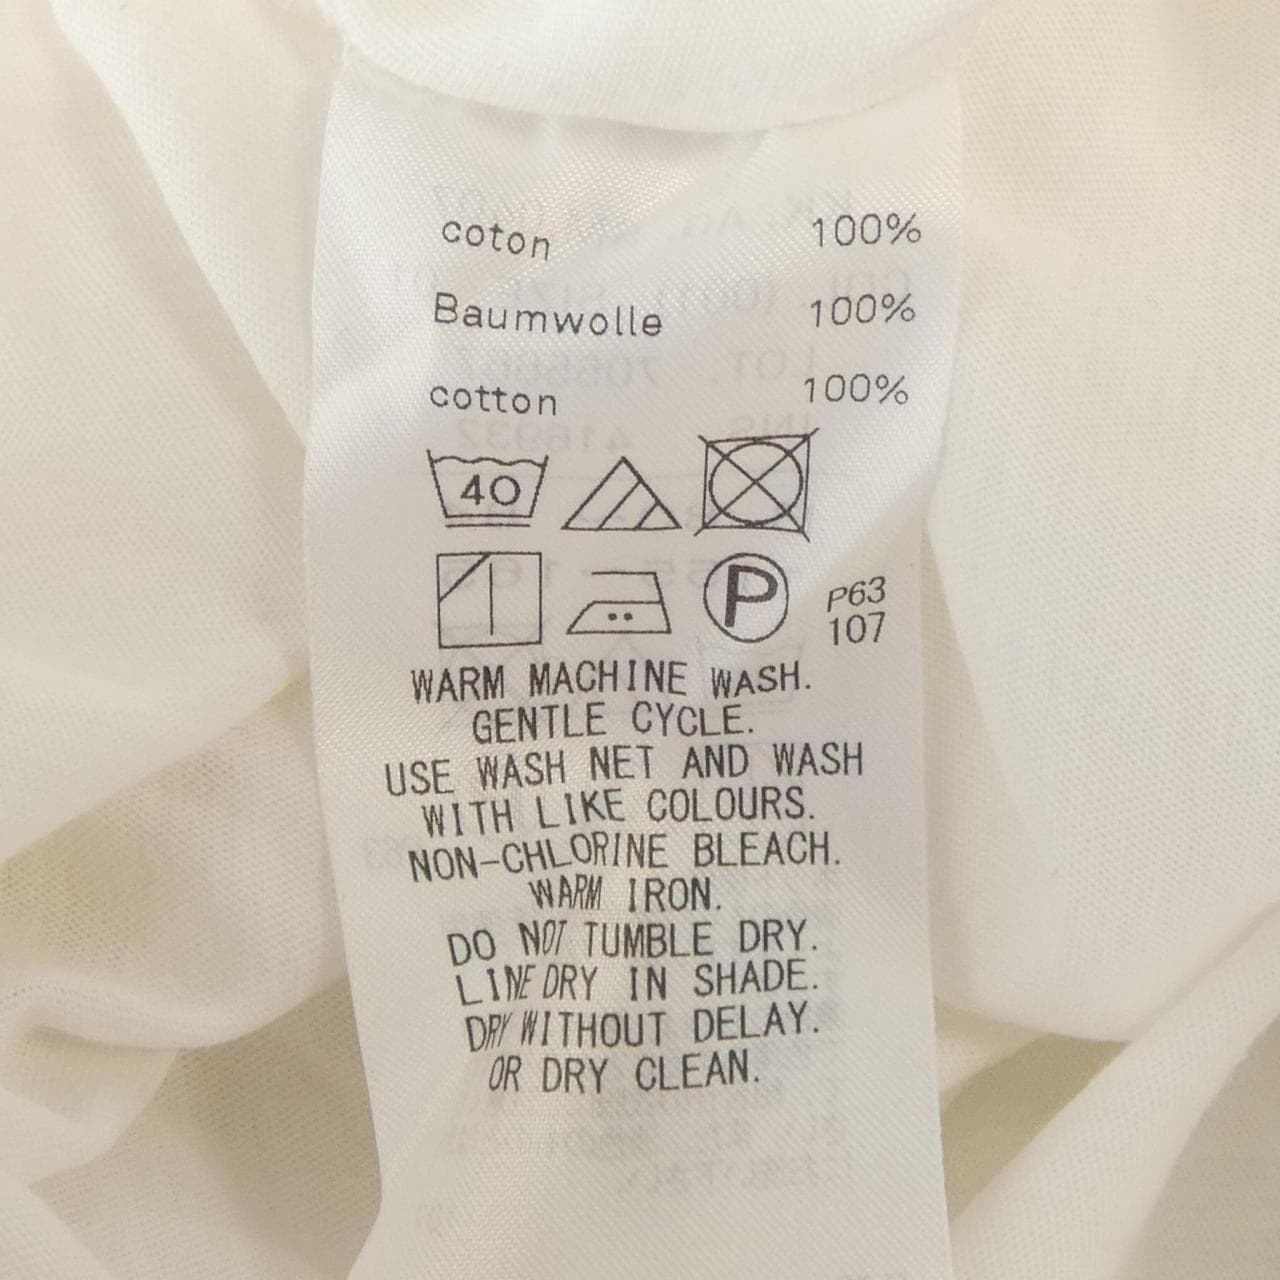 coton 100%
Baumwolle 100%
cotton 100%
40
P
P63
107
WARM MACHINE WASH.
GENTLE CYCLE.
USE WASH NET AND WASH
WITH LIKE COLOURS.
NON-CHLORINE BLEACH.
WARM IRON.
DO NOT TUMBLE DRY.
LINE DRY IN SHADE.
DRY WITHOUT DELAY.
OR DRY CLEAN.